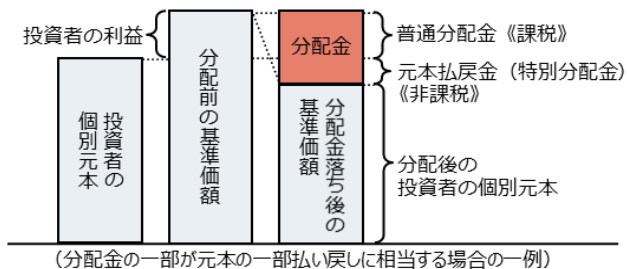 投資者の利益
投資者の
個別元本
分配前の基準価額
分配金
分配金落ち後の
基準価額
普通分配金《課税》
元本払戻金（特別分配金）
《非課税》
分配後の
投資者の個別元本
（分配金の一部が元本の一部払い戻しに相当する場合の一例）